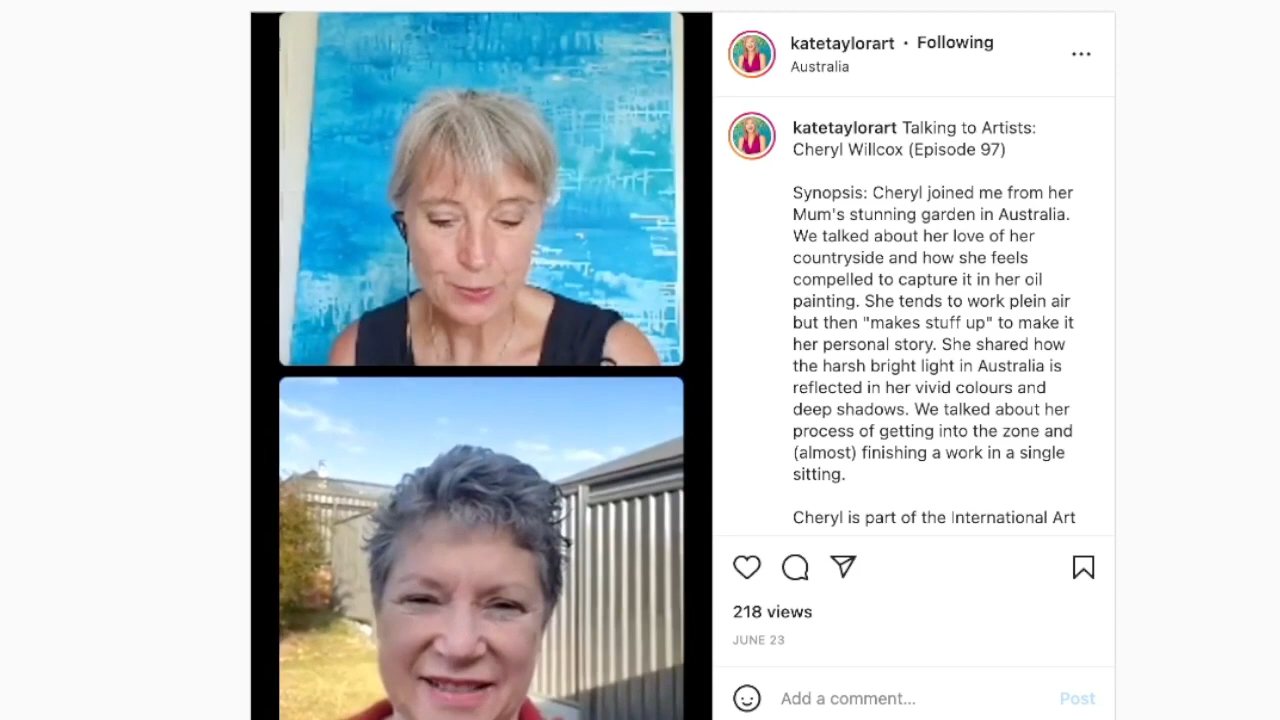 katetaylorart • Following
Australia
katetaylorart Talking to Artists:
Cheryl Willcox (Episode 97)
Synopsis: Cheryl joined me from her
Mum's stunning garden in Australia.
We talked about her love of her
countryside and how she feels
compelled to capture it in her oil
painting. She tends to work plein air
but then "makes stuff up" to make it
her personal story. She shared how
the harsh bright light in Australia is
reflected in her vivid colours and
deep shadows. We talked about her
process of getting into the zone and
(almost) finishing a work in a single
sitting.
Cheryl is part of the International Art
218 views
JUNE 23
Add a comment... Post